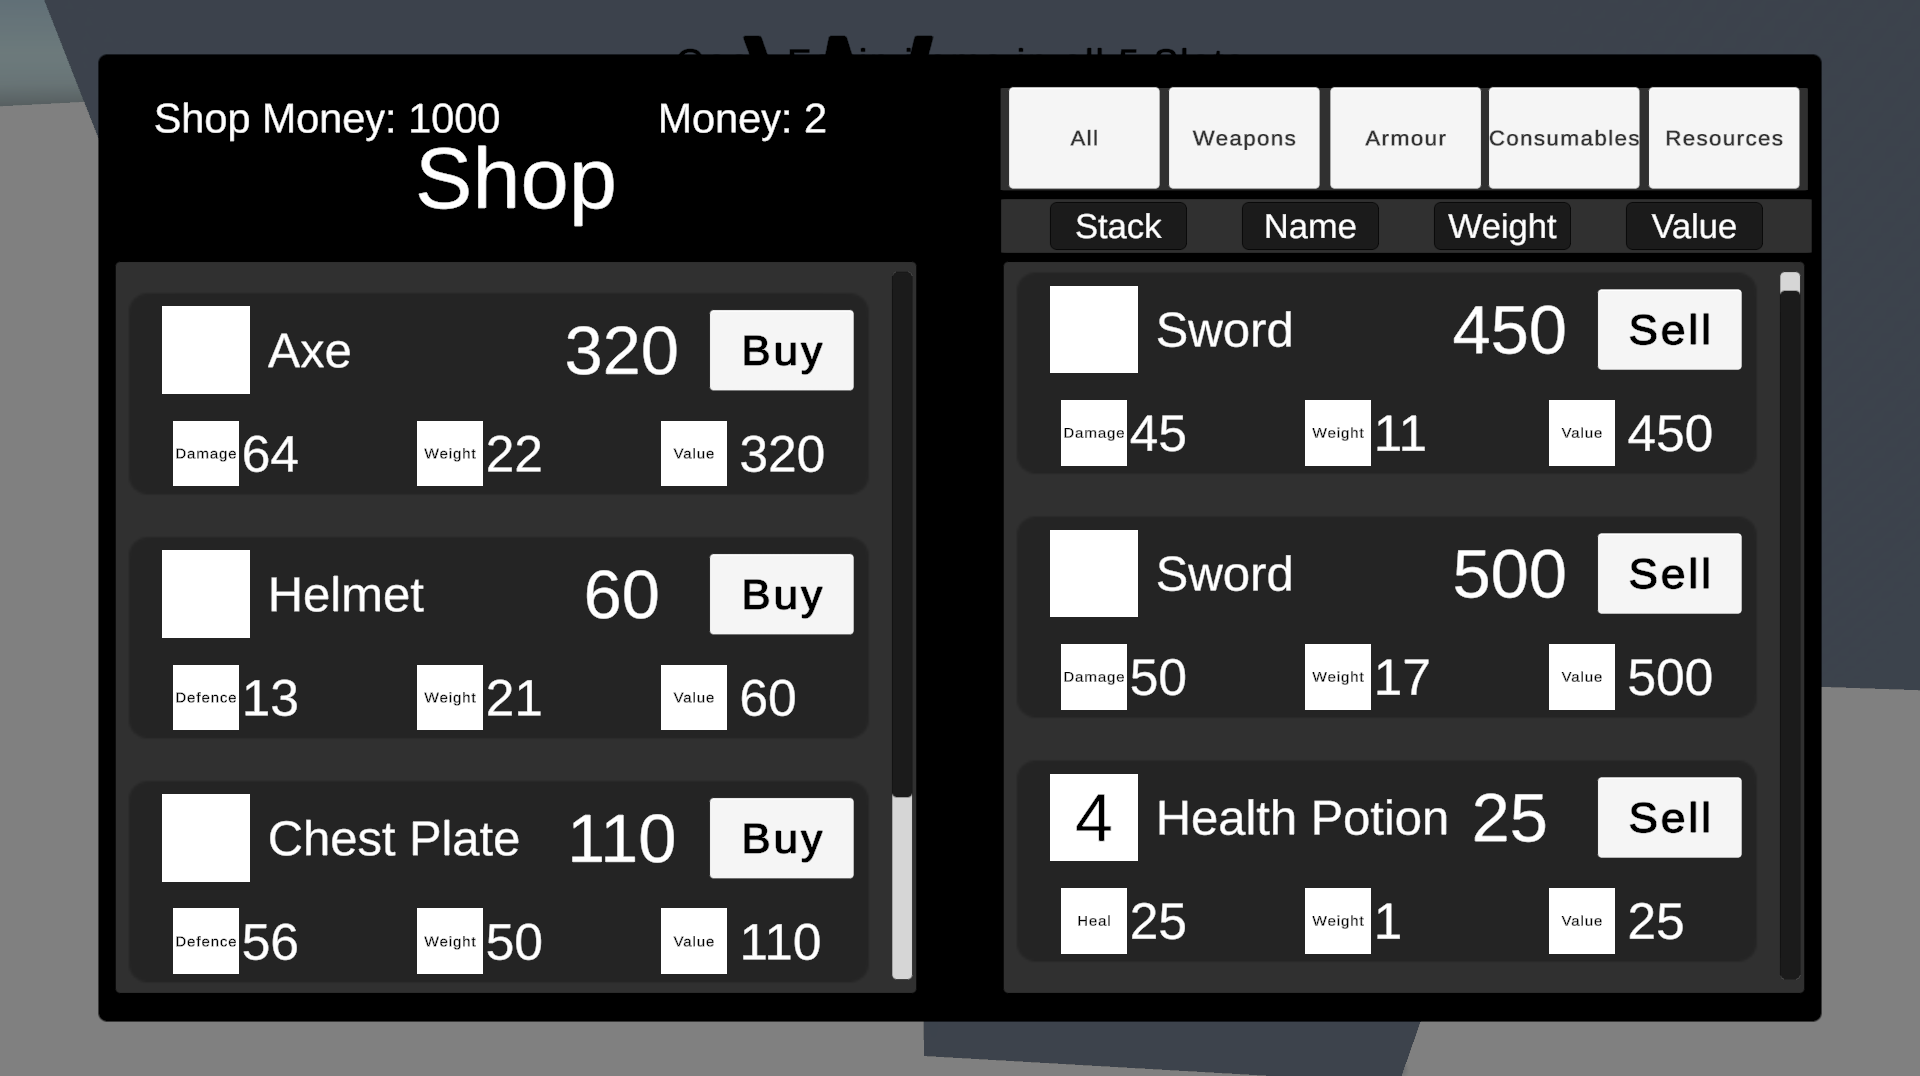 Shop Money: 1000
Money: 2
Shop
Axe 320 Buy
Damage 64 Weight 22 Value 320
Helmet 60 Buy
Defence 13 Weight 21 Value 60
Chest Plate 110 Buy
Defence 56 Weight 50 Value 110
All Weapons Armour Consumables Resources
Stack Name Weight Value
Sword 450 Sell
Damage 45 Weight 11 Value 450
Sword 500 Sell
Damage 50 Weight 17 Value 500
4 Health Potion 25 Sell
Heal 25 Weight 1 Value 25